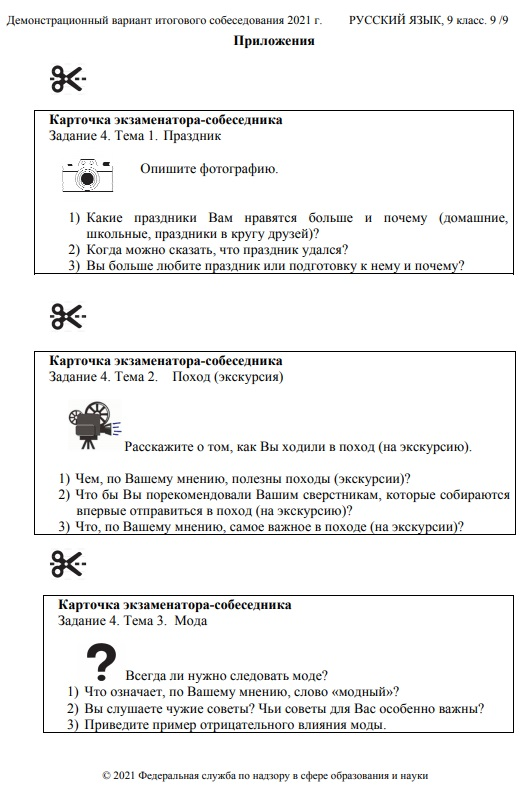 Демонстрационный вариант итогового собеседования 2021 г. РУССКИЙ ЯЗЫК, 9 класс. 9 /9
Приложения
Карточка экзаменатора-собеседника
Задание 4. Тема 1. Праздник
Опишите фотографию.
1) Какие праздники Вам нравятся больше и почему (домашние,
школьные, праздники в кругу друзей)?
2) Когда можно сказать, что праздник удался?
3) Вы больше любите праздник или подготовку к нему и почему?
Карточка экзаменатора-собеседника
Задание 4. Тема 2. Поход (экскурсия)
Расскажите о том, как Вы ходили в поход (на экскурсию).
1) Чем, по Вашему мнению, полезны походы (экскурсии)?
2) Что бы Вы порекомендовали Вашим сверстникам, которые собираются
впервые отправиться в поход (на экскурсию)?
3) Что, по Вашему мнению, самое важное в походе (на экскурсии)?
Карточка экзаменатора-собеседника
Задание 4. Тема 3. Мода
? Всегда ли нужно следовать моде?
1) Что означает, по Вашему мнению, слово «модный»?
2) Вы слушаете чужие советы? Чьи советы для Вас особенно важны?
3) Приведите пример отрицательного влияния моды.
© 2021 Федеральная служба по надзору в сфере образования и науки